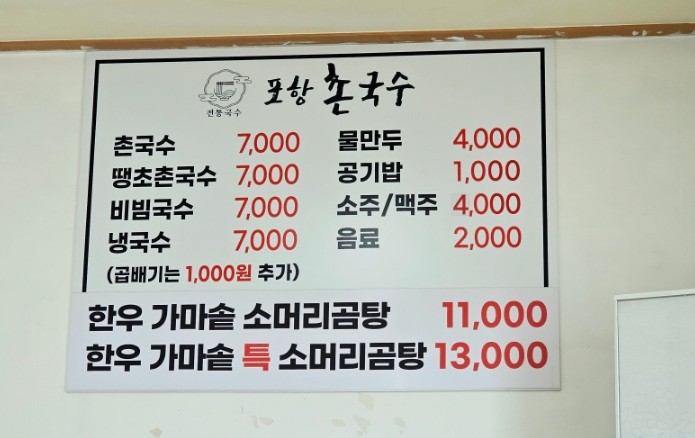 전통국수
포항 촌국수
촌국수 7,000
땡초촌국수 7,000
비빔국수 7,000
냉국수 7,000
(곱배기는 1,000원 추가)
물만두 4,000
공기밥 1,000
소주/맥주 4,000
음료 2,000
한우 가마솥 소머리곰탕 11,000
한우 가마솥 특 소머리곰탕 13,000